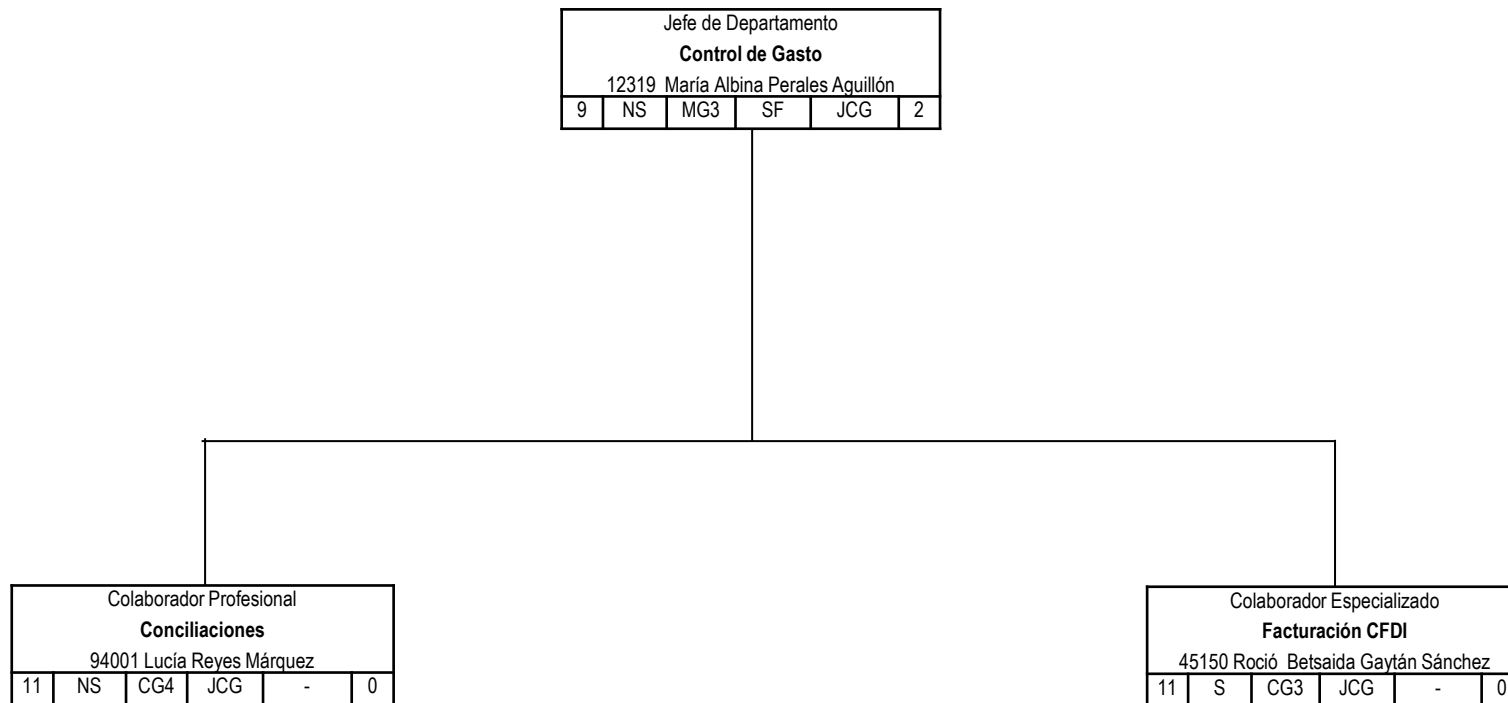 Jefe de Departamento
Control de Gasto
12319 María Albina Perales Aguillón
9 NS MG3 SF JCG 2
Colaborador Profesional
Conciliaciones
94001 Lucía Reyes Márquez
11 NS CG4 JCG - 0
Colaborador Especializado
Facturación CFDI
45150 Roció Betsaida Gaytán Sánchez
11 S CG3 JCG - 0